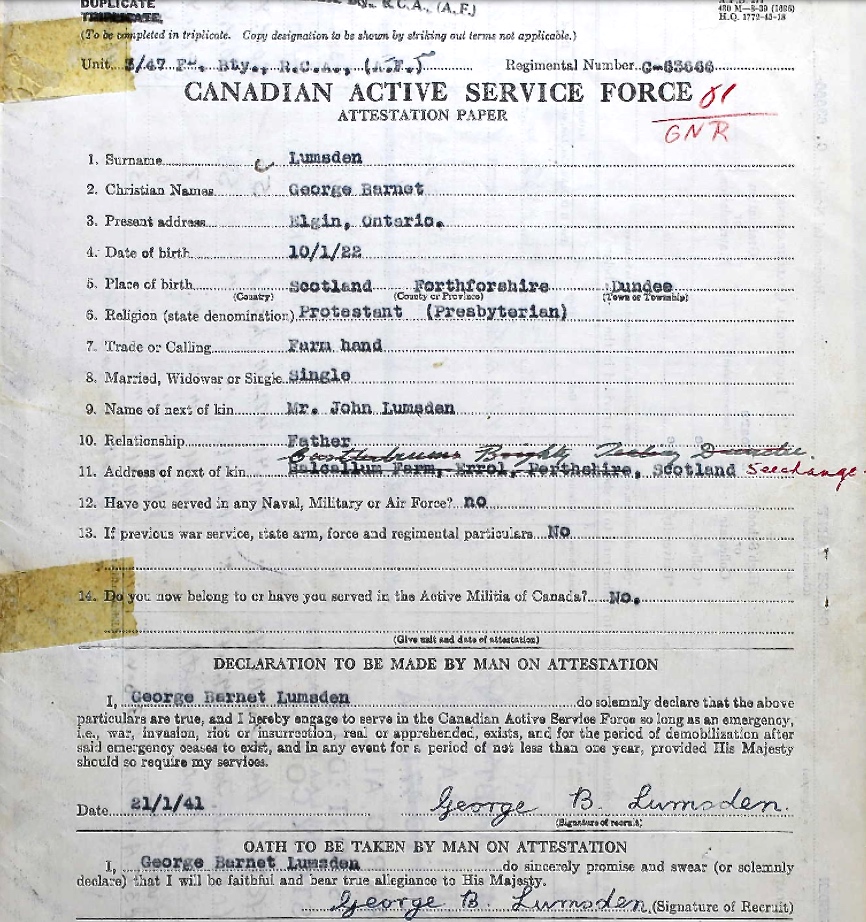 DUPLICATE
TRIPLICATE
Bty., R.C.A., (A.F.)
480 M—8-39 (1686)
H.Q. 1772-45-18
(To be completed in triplicate. Copy designation to be shown by striking out terms not applicable.)
Unit 3/47 Bty., R.C.A., (A.F.) Regimental Number C-63666
CANADIAN ACTIVE SERVICE FORCE
ATTESTATION PAPER
GNR
1. Surname Lumsden
2. Christian Names George Barnet
3. Present address Elgin, Ontario.
4. Date of birth 10/1/22
5. Place of birth Scotland Forthforshire Dundee
(Country) (County or Province) (Town or Township)
6. Religion (state denomination) Protestant (Presbyterian)
7. Trade or Calling Farm hand
8. Married, Widower or Single Single
9. Name of next of kin Mr. John Lumsden
10. Relationship Father
Dundee.
11. Address of next of kin Balcallum Farm, Errol, Perthshire, Scotland See change
12. Have you served in any Naval, Military or Air Force? no
13. If previous war service, state arm, force and regimental particulars No
14. Do you now belong to or have you served in the Active Militia of Canada? No.
(Give unit and date of attestation)
DECLARATION TO BE MADE BY MAN ON ATTESTATION
I, George Barnet Lumsden do solemnly declare that the above
particulars are true, and I hereby engage to serve in the Canadian Active Service Force so long as an emergency,
i.e., war, invasion, riot or insurrection, real or apprehended, exists, and for the period of demobilization after
said emergency ceases to exist, and in any event for a period of not less than one year, provided His Majesty
should so require my services.
Date 21/1/41 George B. Lumsden.
(Signature of recruit)
OATH TO BE TAKEN BY MAN ON ATTESTATION
I, George Barnet Lumsden do sincerely promise and swear (or solemnly
declare) that I will be faithful and bear true allegiance to His Majesty.
George B. Lumsden (Signature of Recruit)